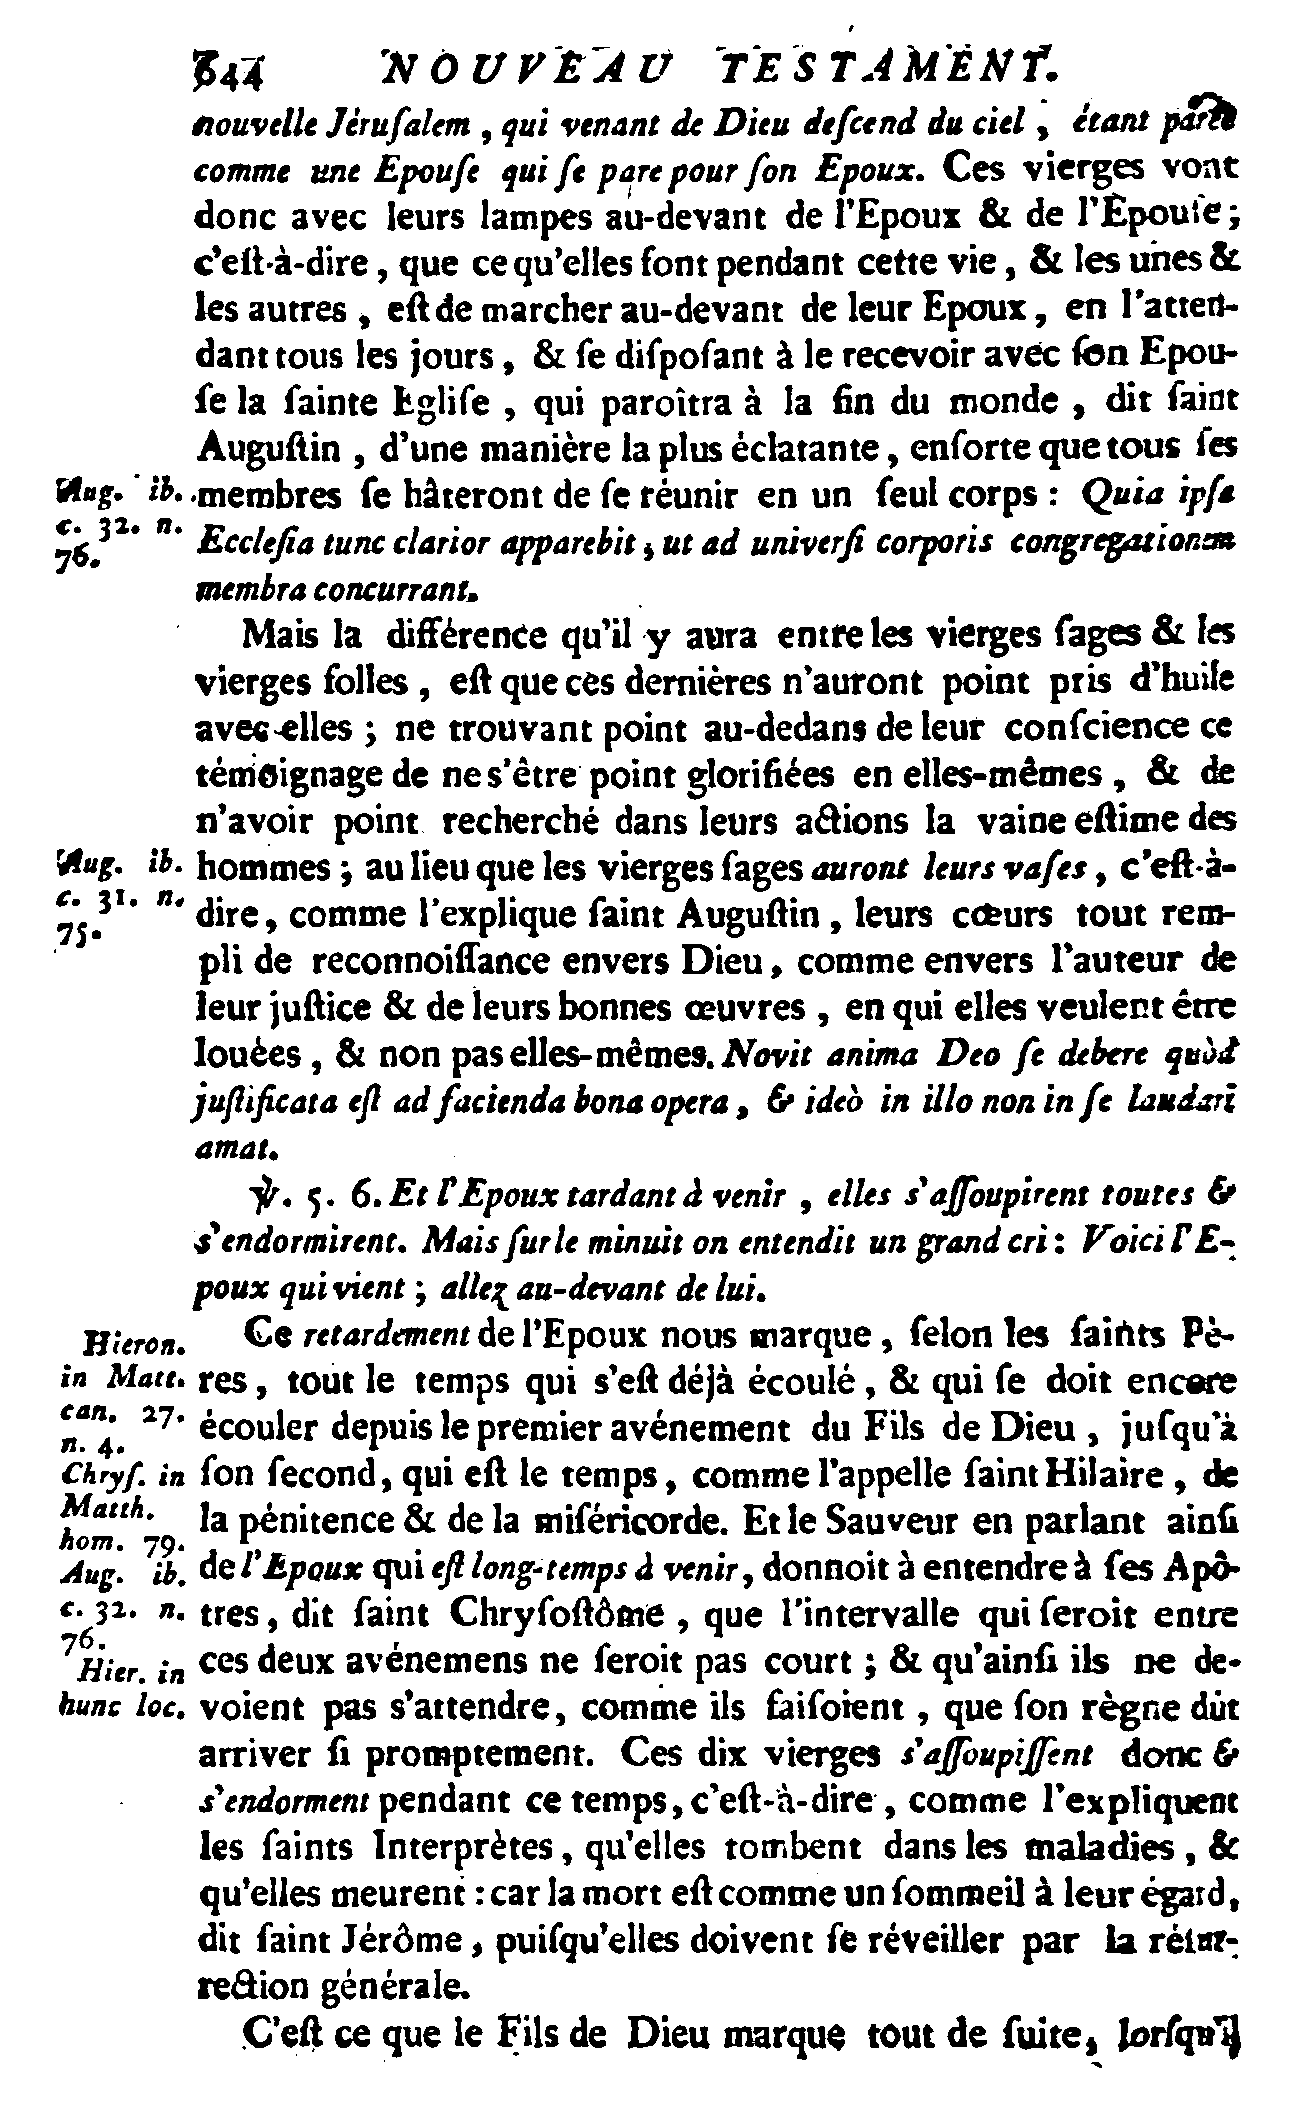 544 NOUVEAU TESTAMENT.
nouvelle Jéruſalem, qui venant de Dieu deſcend du ciel, étant parée
comme une Epouſe qui ſe pare pour ſon Epoux. Ces vierges vont
donc avec leurs lampes au-devant de l'Epoux & de l'Epouſe;
c'eſt-à-dire, que ce qu'elles font pendant cette vie, & les unes &
les autres, eſt de marcher au-devant de leur Epoux, en l'atten-
dant tous les jours, & ſe diſpoſant à le recevoir avec ſon Epou-
ſe la ſainte Egliſe, qui paroîtra à la fin du monde, dit ſaint
Auguſtin, d'une manière la plus éclatante, enſorte que tous ſes
Aug. ib.
c. 32. n.
76.
membres ſe hâteront de ſe réunir en un ſeul corps: Quia ipſa
Eccleſia tunc clarior apparebit, ut ad univerſi corporis congregationem
membra concurrant.
Mais la différence qu'il y aura entre les vierges ſages & les
vierges folles, eſt que ces dernières n'auront point pris d'huile
avec elles; ne trouvant point au-dedans de leur conſcience ce
témoignage de ne s'être point glorifiées en elles-mêmes, & de
n'avoir point recherché dans leurs actions la vaine eſtime des
Aug. ib.
c. 31. n.
75.
hommes; au lieu que les vierges ſages auront leurs vaſes, c'eſt-à-
dire, comme l'explique ſaint Auguſtin, leurs cœurs tout rem-
pli de reconnoiſſance envers Dieu, comme envers l'auteur de
leur juſtice & de leurs bonnes œuvres, en qui elles veulent être
louées, & non pas elles-mêmes. Novit anima Deo ſe debere quòd
juſtificata eſt ad facienda bona opera, & ideò in illo non in ſe laudari
amat.
℣. 5. 6. Et l'Epoux tardant à venir, elles s'aſſoupirent toutes &
s'endormirent. Mais ſur le minuit on entendit un grand cri: Voici l'E-
poux qui vient; allez au-devant de lui.
Hieron.
in Matt.
can. 27.
n. 4.
Chryſ. in
Matth.
hom. 79.
Aug. ib.
c. 32. n.
76.
Hier. in
hunc loc.
Ce retardement de l'Epoux nous marque, ſelon les ſaints Pè-
res, tout le temps qui s'eſt déjà écoulé, & qui ſe doit encore
écouler depuis le premier avénement du Fils de Dieu, juſqu'à
ſon ſecond, qui eſt le temps, comme l'appelle ſaint Hilaire, de
la pénitence & de la miſéricorde. Et le Sauveur en parlant ainſi
de l'Epoux qui eſt long-temps à venir, donnoit à entendre à ſes Apô-
tres, dit ſaint Chryſoſtôme, que l'intervalle qui ſeroit entre
ces deux avénemens ne ſeroit pas court; & qu'ainſi ils ne de-
voient pas s'attendre, comme ils faiſoient, que ſon règne dût
arriver ſi promptement. Ces dix vierges s'aſſoupiſſent donc &
s'endorment pendant ce temps, c'eſt-à-dire, comme l'expliquent
les ſaints Interprètes, qu'elles tombent dans les maladies, &
qu'elles meurent: car la mort eſt comme un ſommeil à leur égard,
dit ſaint Jérôme, puiſqu'elles doivent ſe réveiller par la réſur-
rection générale.
C'eſt ce que le Fils de Dieu marque tout de ſuite, lorſqu'il